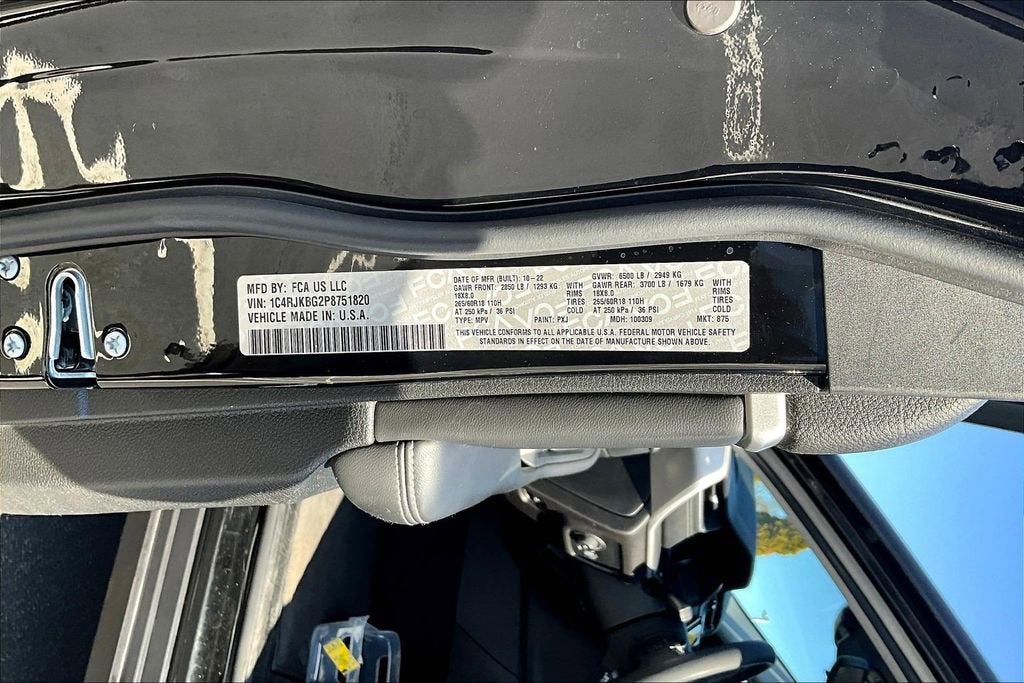 MFD BY: FCA US LLC
VIN: 1C4RJKBG2P8751820
VEHICLE MADE IN: U.S.A.
DATE OF MFR (BUILT): 10-22
GVWR: 6500 LB / 2949 KG
GAWR FRONT: 2850 LB / 1293 KG WITH
GAWR REAR: 3700 LB / 1679 KG WITH
18X8.0 RIMS
18X8.0 RIMS
265/60R18 110H
265/60R18 110H
AT 250 kPa / 36 PSI COLD
AT 250 kPa / 36 PSI COLD
TYPE: MPV PAINT: PXJ MDH: 100309 MKT: 875
THIS VEHICLE CONFORMS TO ALL APPLICABLE U.S.A. FEDERAL MOTOR VEHICLE SAFETY
STANDARDS IN EFFECT ON THE DATE OF MANUFACTURE SHOWN ABOVE.